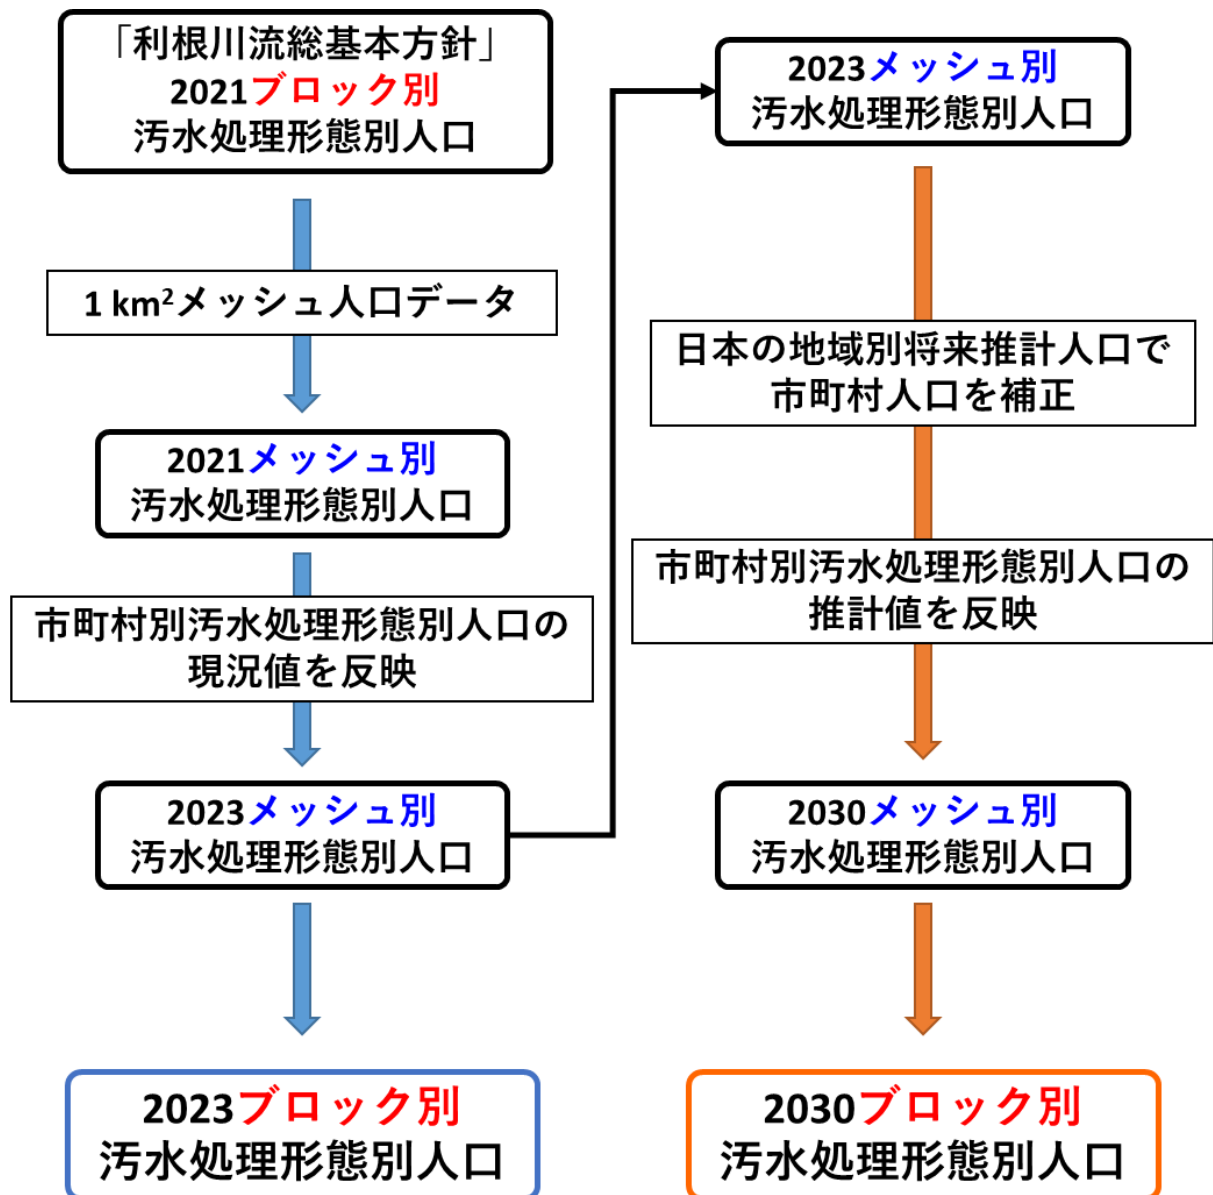 「利根川流総基本方針」
2021ブロック別
汚水処理形態別人口
1 km²メッシュ人口データ
2021メッシュ別
汚水処理形態別人口
市町村別汚水処理形態別人口の
現況値を反映
2023メッシュ別
汚水処理形態別人口
2023ブロック別
汚水処理形態別人口
2023メッシュ別
汚水処理形態別人口
日本の地域別将来推計人口で
市町村人口を補正
市町村別汚水処理形態別人口の
推計値を反映
2030メッシュ別
汚水処理形態別人口
2030ブロック別
汚水処理形態別人口